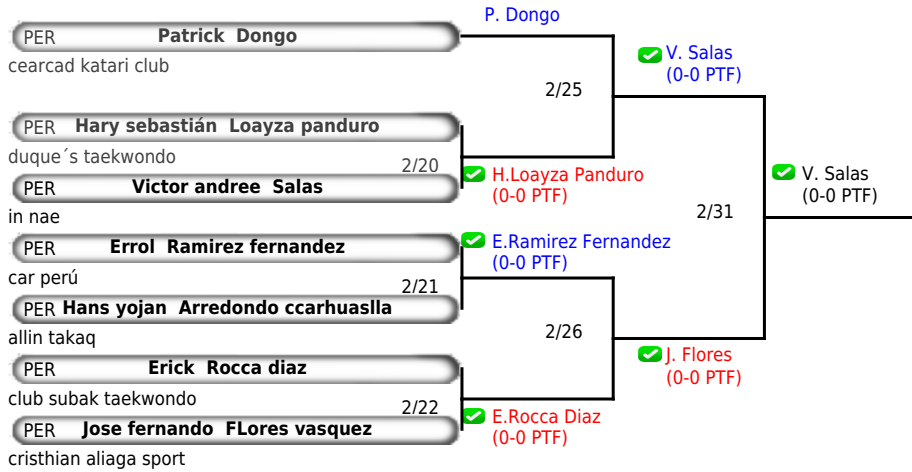 P. Dongo
PER Patrick Dongo
cearcad katari club
V. Salas
(0-0 PTF)
2/25
PER Hary sebastián Loayza panduro
duque´s taekwondo
2/20
H.Loayza Panduro
(0-0 PTF)
PER Victor andree Salas
in nae
V. Salas
(0-0 PTF)
2/31
PER Errol Ramirez fernandez
car perú
E.Ramirez Fernandez
(0-0 PTF)
2/21
PER Hans yojan Arredondo ccarhuaslla
allin takaq
2/26
J. Flores
(0-0 PTF)
PER Erick Rocca diaz
club subak taekwondo
2/22
E.Rocca Diaz
(0-0 PTF)
PER Jose fernando FLores vasquez
cristhian aliaga sport